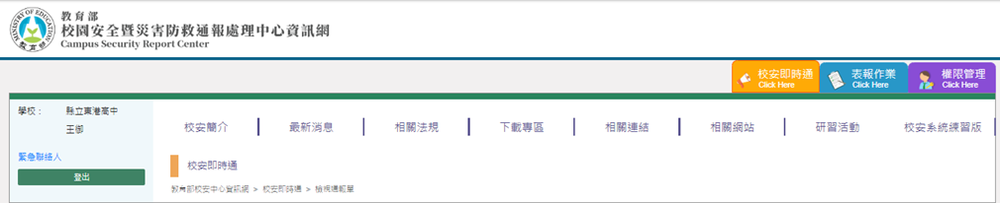 教育部
校園安全暨災害防救通報處理中心資訊網
Campus Security Report Center
MINISTRY OF EDUCATION
教育部
校安即時通
Click Here
表報作業
Click Here
權限管理
Click Here
學校： 縣立東港高中
王御
緊急聯絡人
登出
校安簡介 最新消息 相關法規 下載專區 相關連結 相關網站 研習活動 校安系統練習版
校安即時通
教育部校安中心資訊網 > 校安即時通 > 檢視通報單